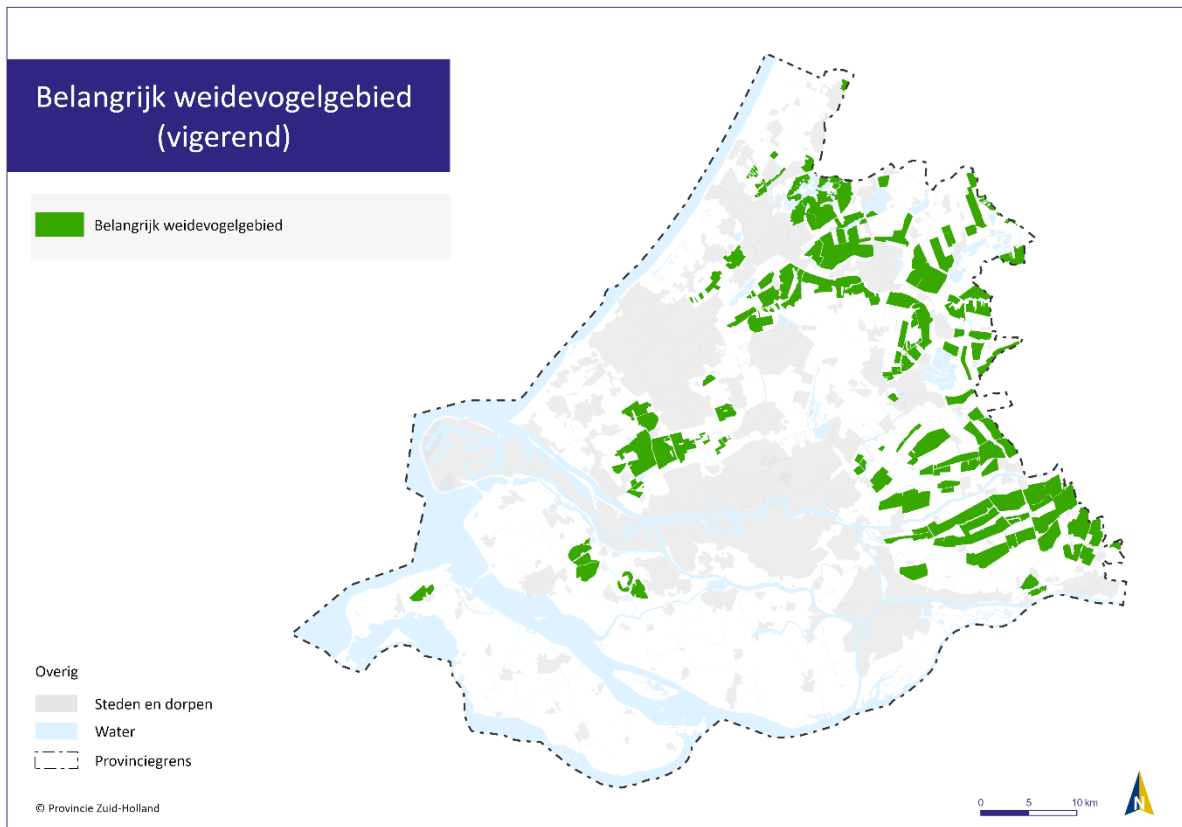 Belangrijk weidevogelgebied
(vigerend)
Belangrijk weidevogelgebied
Overig
Steden en dorpen
Water
Provinciegrens
© Provincie Zuid-Holland
0 5 10 km
N